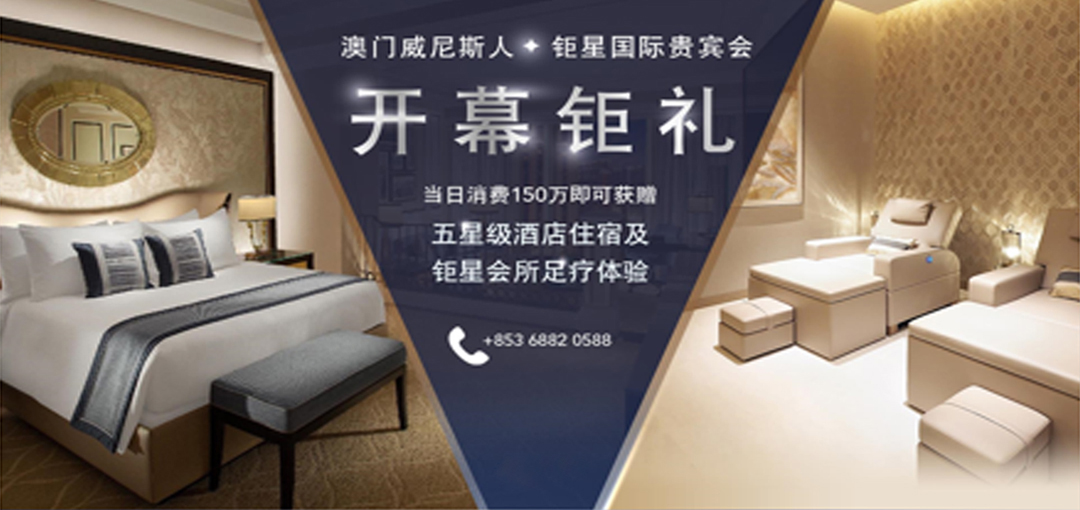 澳门威尼斯人✦钜星国际贵宾会
开幕钜礼
当日消费150万即可获赠
五星级酒店住宿及
钜星会所足疗体验
+853 6882 0588